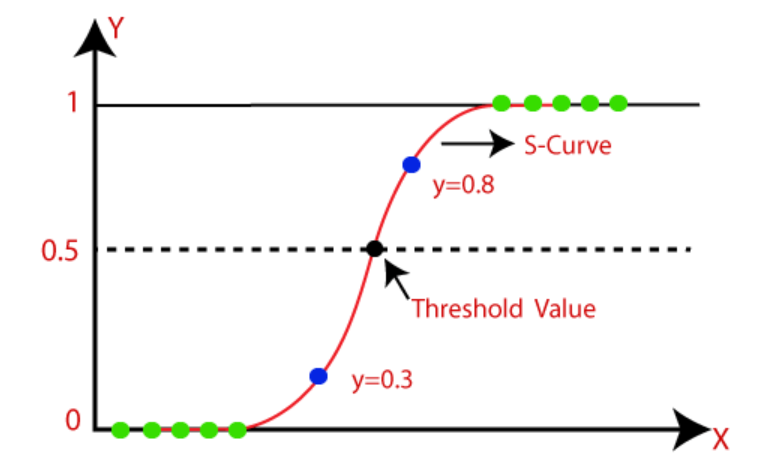 Y
1
S-Curve
y=0.8
0.5
Threshold Value
y=0.3
0
X